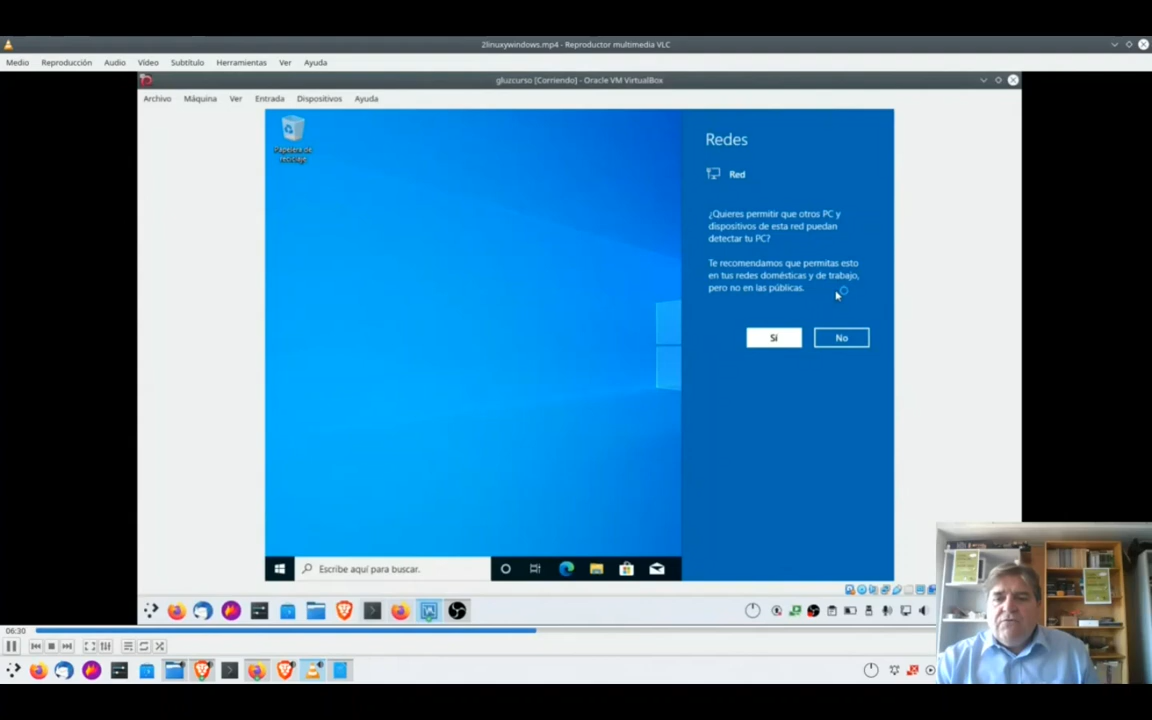 2linuxywindows.mp4 - Reproductor multimedia VLC
Medio Reproducción Audio Vídeo Subtítulo Herramientas Ver Ayuda
gluzcurso [Corriendo] - Oracle VM VirtualBox
Archivo Máquina Ver Entrada Dispositivos Ayuda
Papelera de
reciclaje
Redes
Red
¿Quieres permitir que otros PC y
dispositivos de esta red puedan
detectar tu PC?
Te recomendamos que permitas esto
en tus redes domésticas y de trabajo,
pero no en las públicas.
Sí No
Escribe aquí para buscar.
06:30